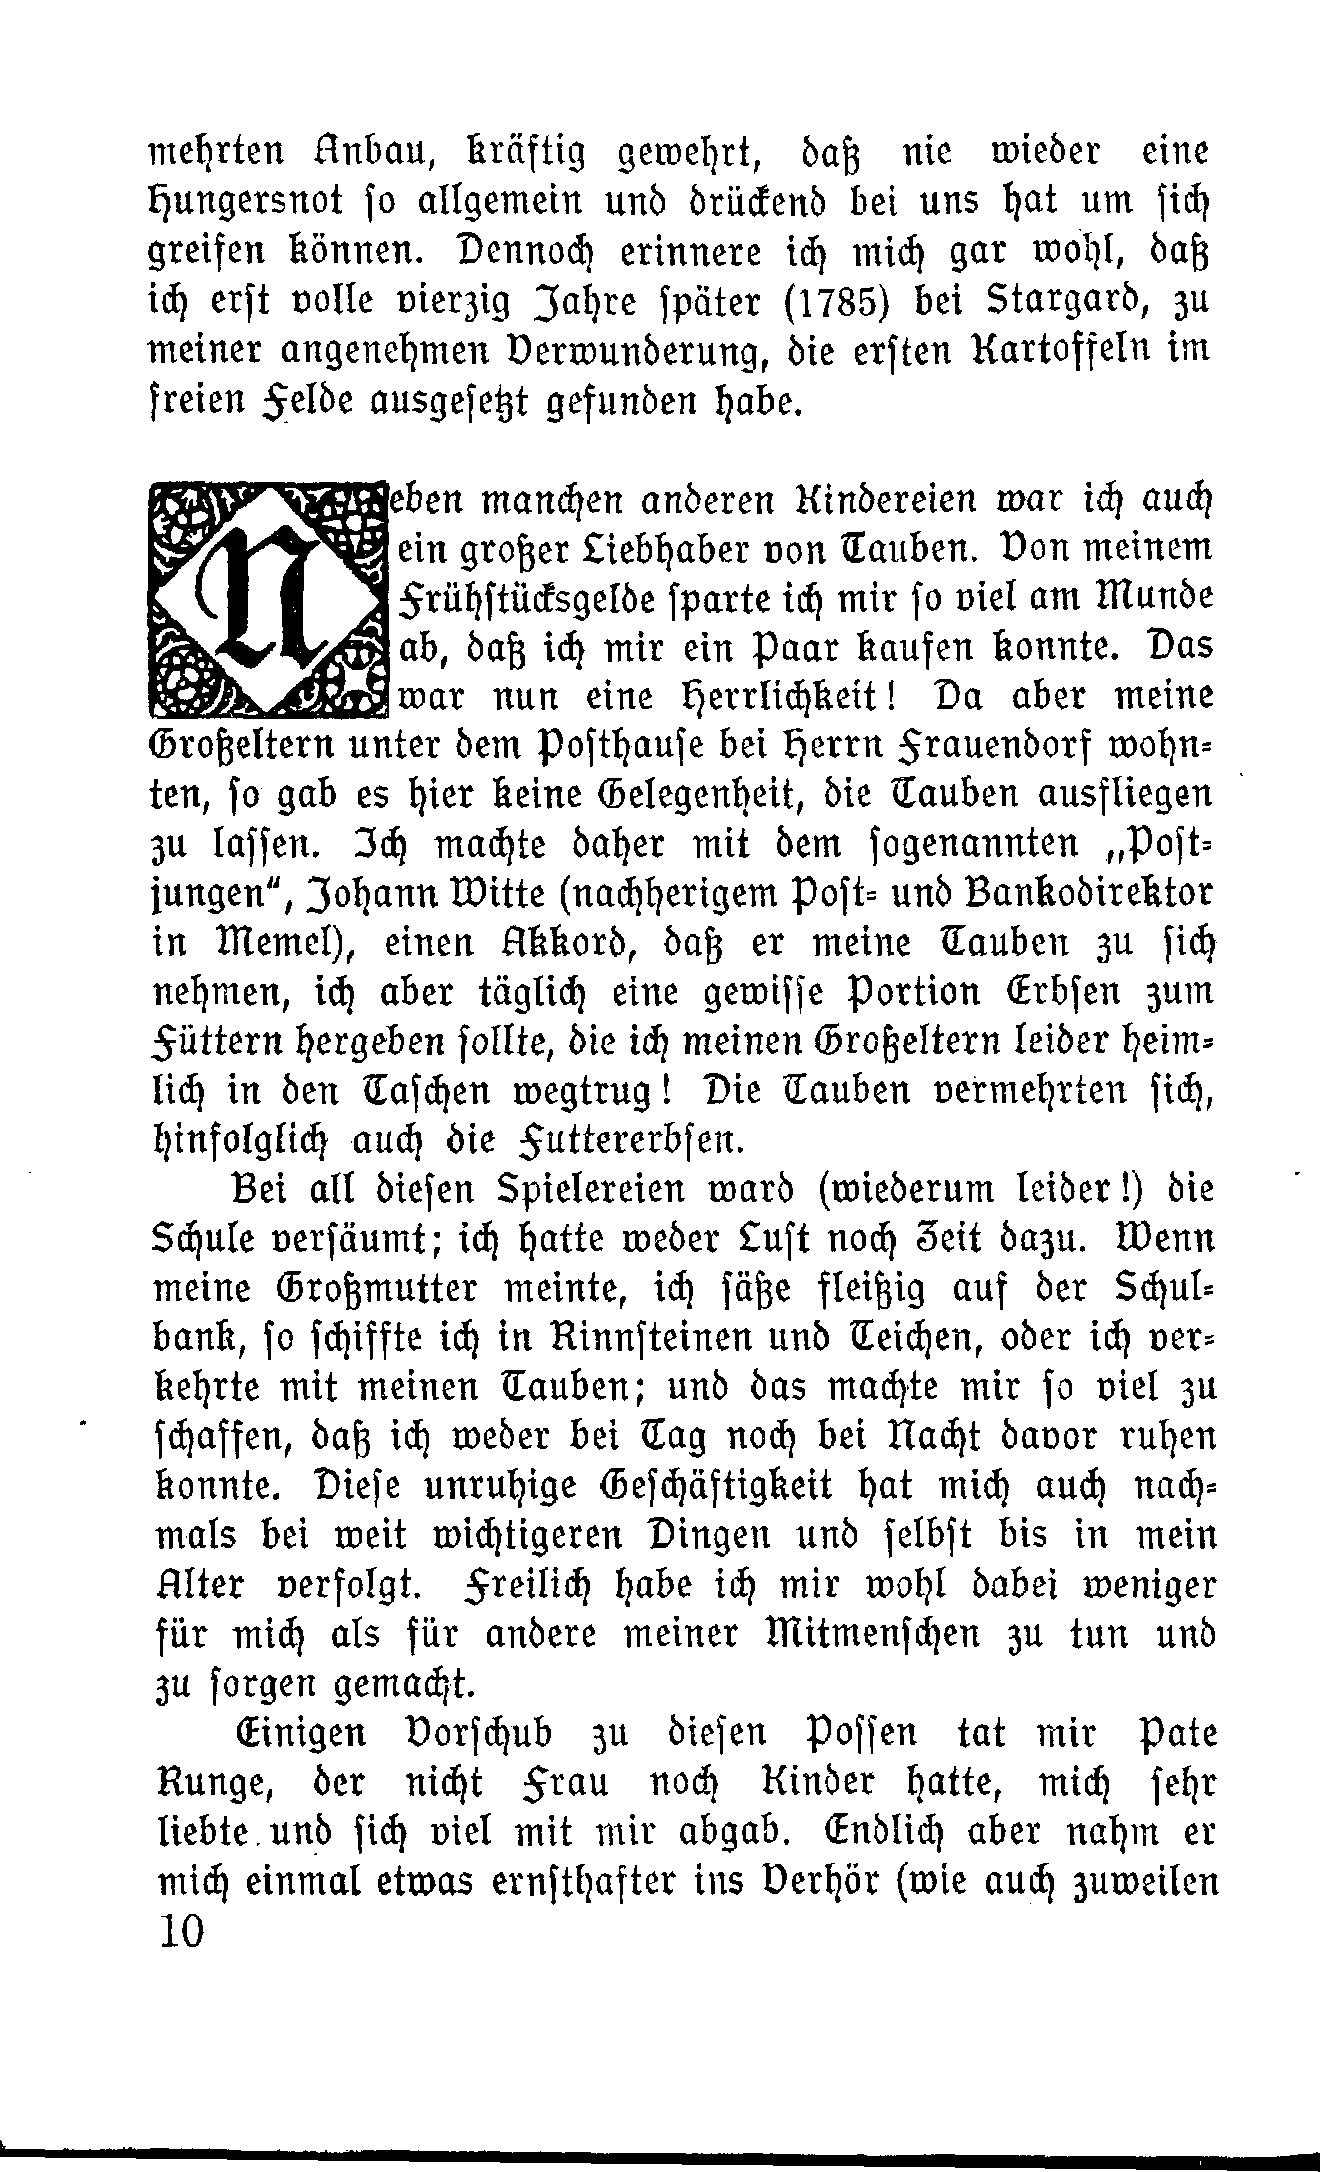 mehrten Anbau, kräftig gewehrt, daß nie wieder eine
Hungersnot ſo allgemein und drückend bei uns hat um ſich
greifen können. Dennoch erinnere ich mich gar wohl, daß
ich erſt volle vierzig Jahre ſpäter (1785) bei Stargard, zu
meiner angenehmen Verwunderung, die erſten Kartoffeln im
freien Felde ausgeſetzt gefunden habe.
Neben manchen anderen Kindereien war ich auch
ein großer Liebhaber von Tauben. Von meinem
Frühſtücksgelde ſparte ich mir ſo viel am Munde
ab, daß ich mir ein Paar kaufen konnte. Das
war nun eine Herrlichkeit! Da aber meine
Großeltern unter dem Poſthauſe bei Herrn Frauendorf wohn-
ten, ſo gab es hier keine Gelegenheit, die Tauben ausfliegen
zu laſſen. Ich machte daher mit dem ſogenannten „Poſt-
jungen“, Johann Witte (nachherigem Poſt- und Bankodirektor
in Memel), einen Akkord, daß er meine Tauben zu ſich
nehmen, ich aber täglich eine gewiſſe Portion Erbſen zum
Füttern hergeben ſollte, die ich meinen Großeltern leider heim-
lich in den Taſchen wegtrug! Die Tauben vermehrten ſich,
hinfolglich auch die Futtererbſen.
Bei all dieſen Spielereien ward (wiederum leider!) die
Schule verſäumt; ich hatte weder Luſt noch Zeit dazu. Wenn
meine Großmutter meinte, ich ſäße fleißig auf der Schul-
bank, ſo ſchiffte ich in Rinnſteinen und Teichen, oder ich ver-
kehrte mit meinen Tauben; und das machte mir ſo viel zu
ſchaffen, daß ich weder bei Tag noch bei Nacht davor ruhen
konnte. Dieſe unruhige Geſchäftigkeit hat mich auch nach-
mals bei weit wichtigeren Dingen und ſelbſt bis in mein
Alter verfolgt. Freilich habe ich mir wohl dabei weniger
für mich als für andere meiner Mitmenſchen zu tun und
zu ſorgen gemacht.
Einigen Vorſchub zu dieſen Poſſen tat mir Pate
Runge, der nicht Frau noch Kinder hatte, mich ſehr
liebte und ſich viel mit mir abgab. Endlich aber nahm er
mich einmal etwas ernſthafter ins Verhör (wie auch zuweilen
10